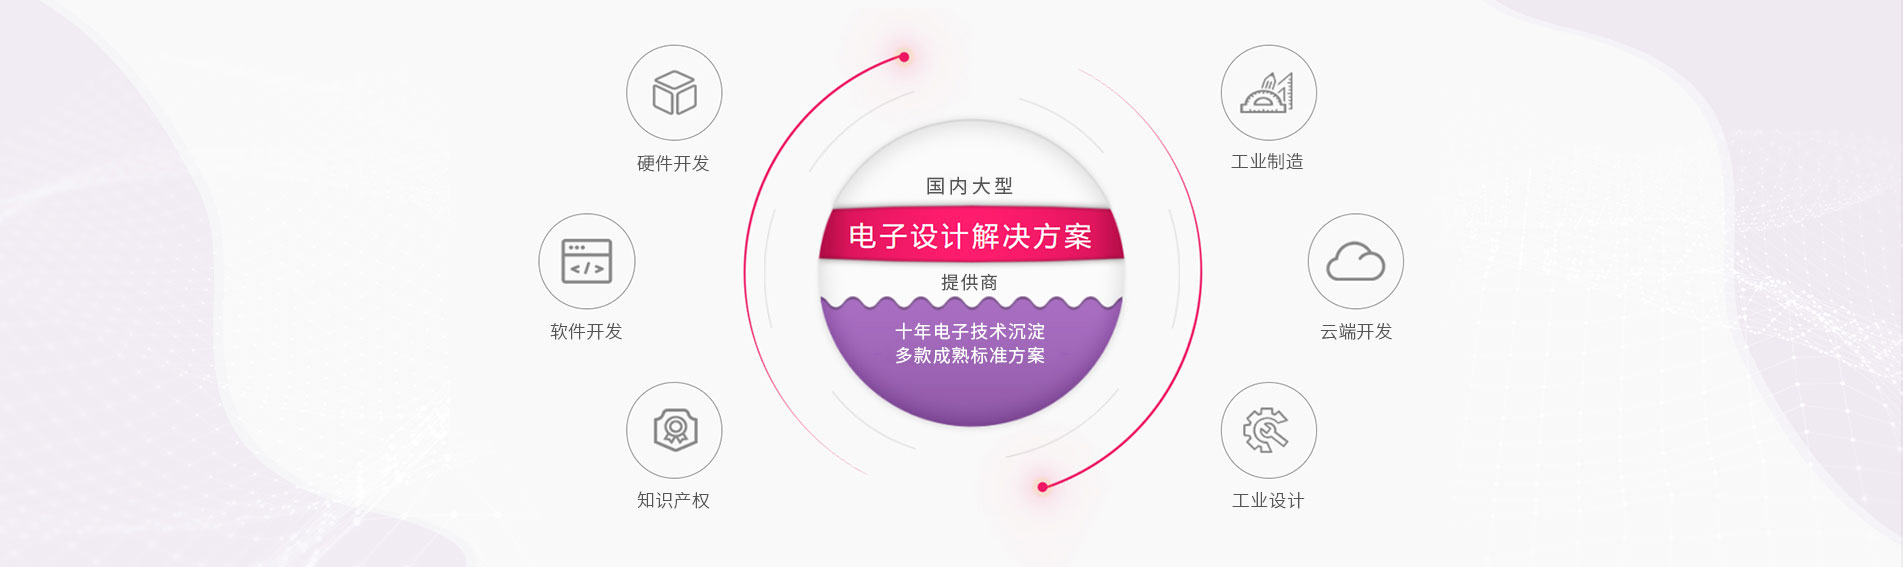 硬件开发
软件开发
知识产权
国内大型
电子设计解决方案
提供商
十年电子技术沉淀
多款成熟标准方案
工业制造
云端开发
工业设计